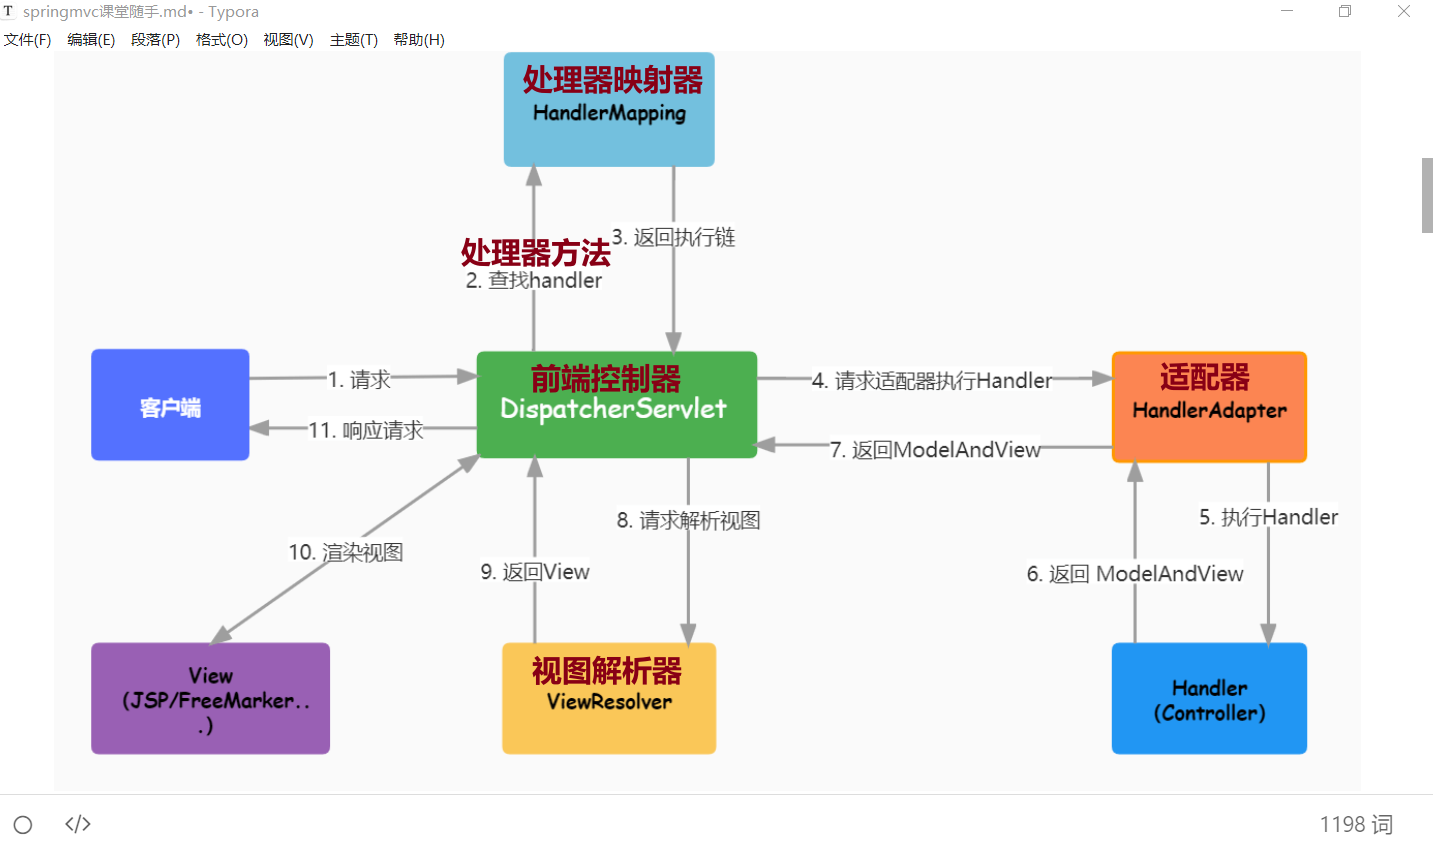 springmvc课堂随手.md• - Typora
文件(F) 编辑(E) 段落(P) 格式(O) 视图(V) 主题(T) 帮助(H)
处理器映射器
HandlerMapping
3. 返回执行链
处理器方法
2. 查找handler
1. 请求
客户端
11. 响应请求
前端控制器
DispatcherServlet
4. 请求适配器执行Handler
7. 返回ModelAndView
适配器
HandlerAdapter
8. 请求解析视图
5. 执行Handler
10. 渲染视图
9. 返回View
6. 返回 ModelAndView
View
(JSP/FreeMarker..
.)
视图解析器
ViewResolver
Handler
(Controller)
1198 词